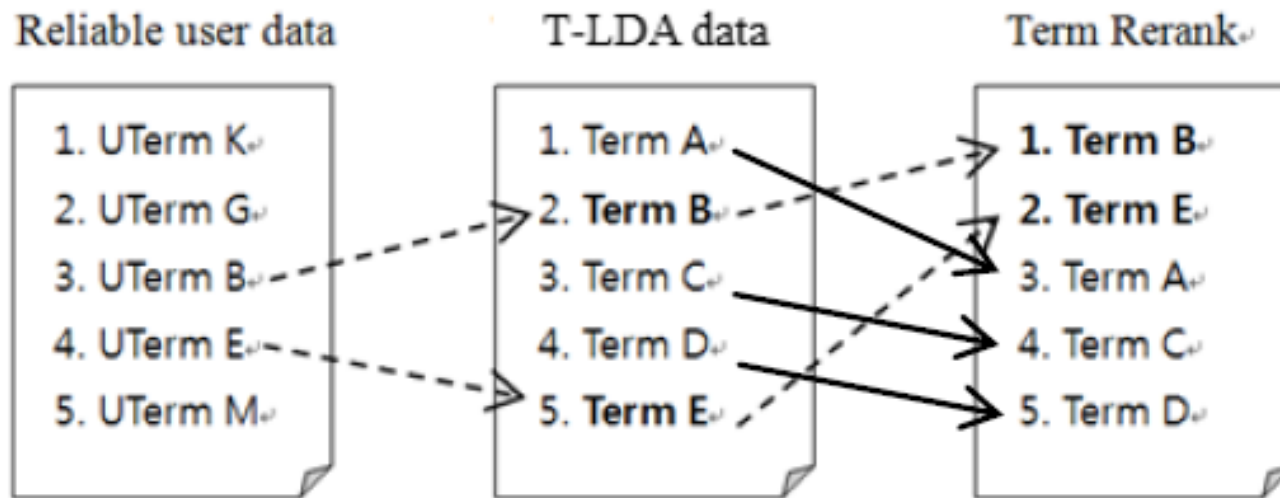 Reliable user data
1. UTerm K
2. UTerm G
3. UTerm B
4. UTerm E
5. UTerm M
T-LDA data
1. Term A
2. Term B
3. Term C
4. Term D
5. Term E
Term Rerank
1. Term B
2. Term E
3. Term A
4. Term C
5. Term D